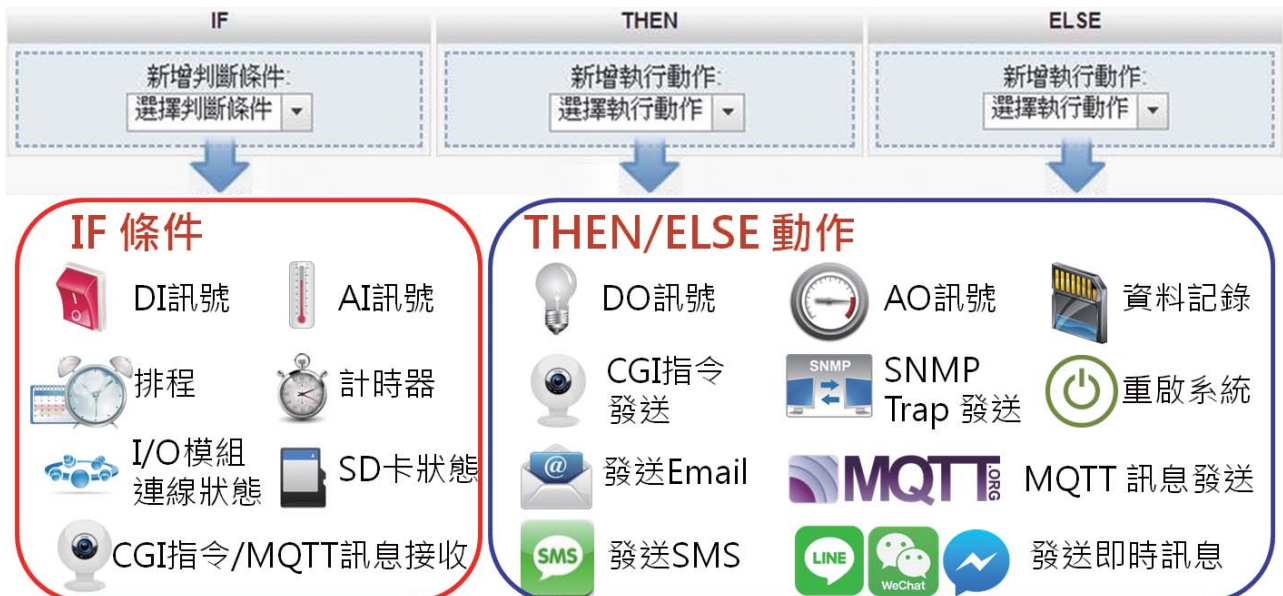 IF
THEN
ELSE
新增判斷條件:
選擇判斷條件
新增執行動作:
選擇執行動作
新增執行動作:
選擇執行動作
IF 條件
DI訊號
AI訊號
排程
計時器
I/O模組
連線狀態
SD卡狀態
CGI指令/MQTT訊息接收
THEN/ELSE 動作
DO訊號
AO訊號
資料記錄
CGI指令
發送
SNMP
SNMP
Trap 發送
重啟系統
@
發送Email
MQTT.ORG
MQTT 訊息發送
SMS
發送SMS
LINE
WeChat
發送即時訊息